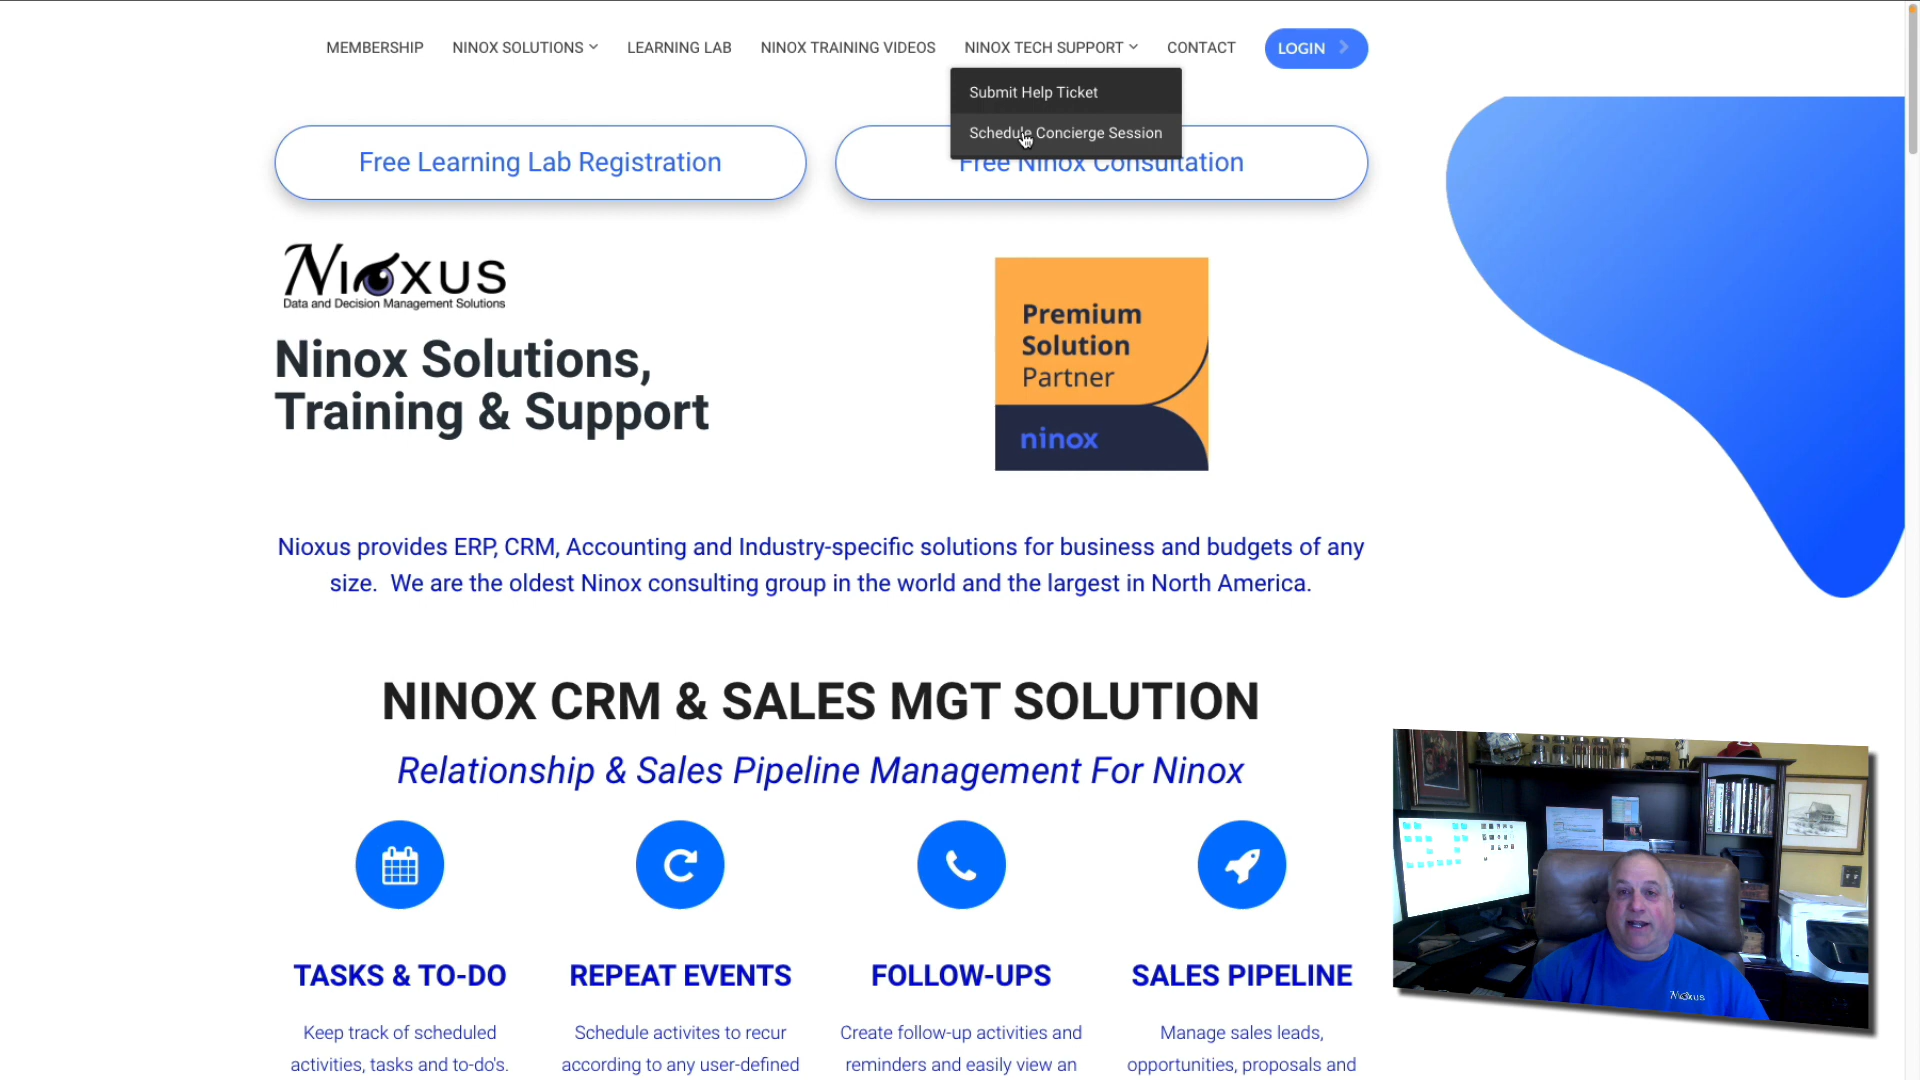 MEMBERSHIP NINOX SOLUTIONS LEARNING LAB NINOX TRAINING VIDEOS NINOX TECH SUPPORT CONTACT LOGIN
Submit Help Ticket
Schedule Concierge Session
Free Learning Lab Registration
Free Ninox Consultation
Nioxus
Data and Decision Management Solutions
Premium
Solution
Partner
ninox
Ninox Solutions,
Training & Support
Nioxus provides ERP, CRM, Accounting and Industry-specific solutions for business and budgets of any
size. We are the oldest Ninox consulting group in the world and the largest in North America.
NINOX CRM & SALES MGT SOLUTION
Relationship & Sales Pipeline Management For Ninox
TASKS & TO-DO
Keep track of scheduled
activities, tasks and to-do's.
REPEAT EVENTS
Schedule activites to recur
according to any user-defined
FOLLOW-UPS
Create follow-up activities and
reminders and easily view an
SALES PIPELINE
Manage sales leads,
opportunities, proposals and
Nioxus